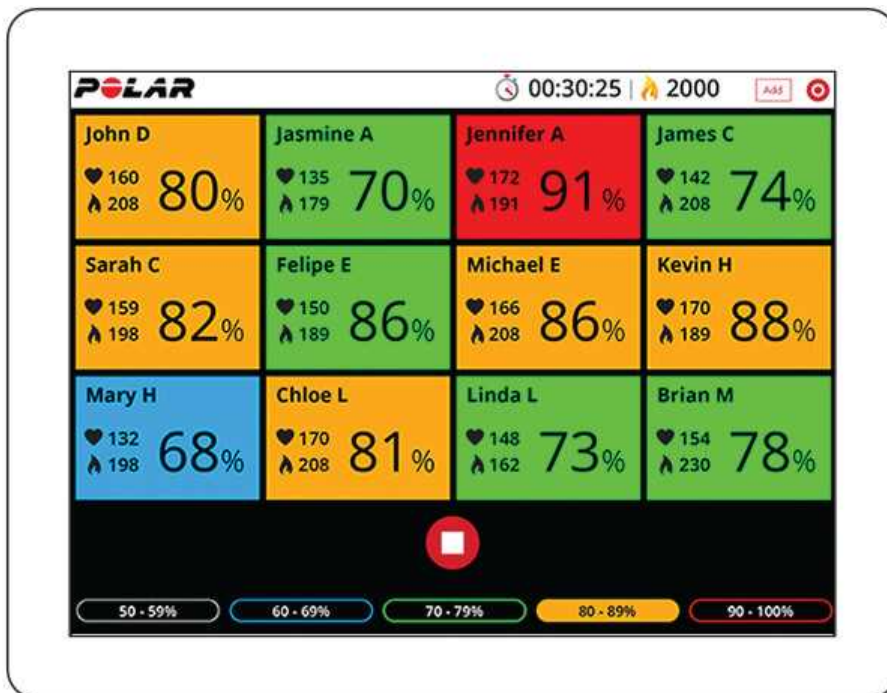 POLAR
00:30:25 | 2000 Add
John D
160
208
80%
Jasmine A
135
179
70%
Jennifer A
172
191
91%
James C
142
208
74%
Sarah C
159
198
82%
Felipe E
150
189
86%
Michael E
166
208
86%
Kevin H
170
189
88%
Mary H
132
198
68%
Chloe L
170
208
81%
Linda L
148
162
73%
Brian M
154
230
78%
50 - 59%
60 - 69%
70 - 79%
80 - 89%
90 - 100%